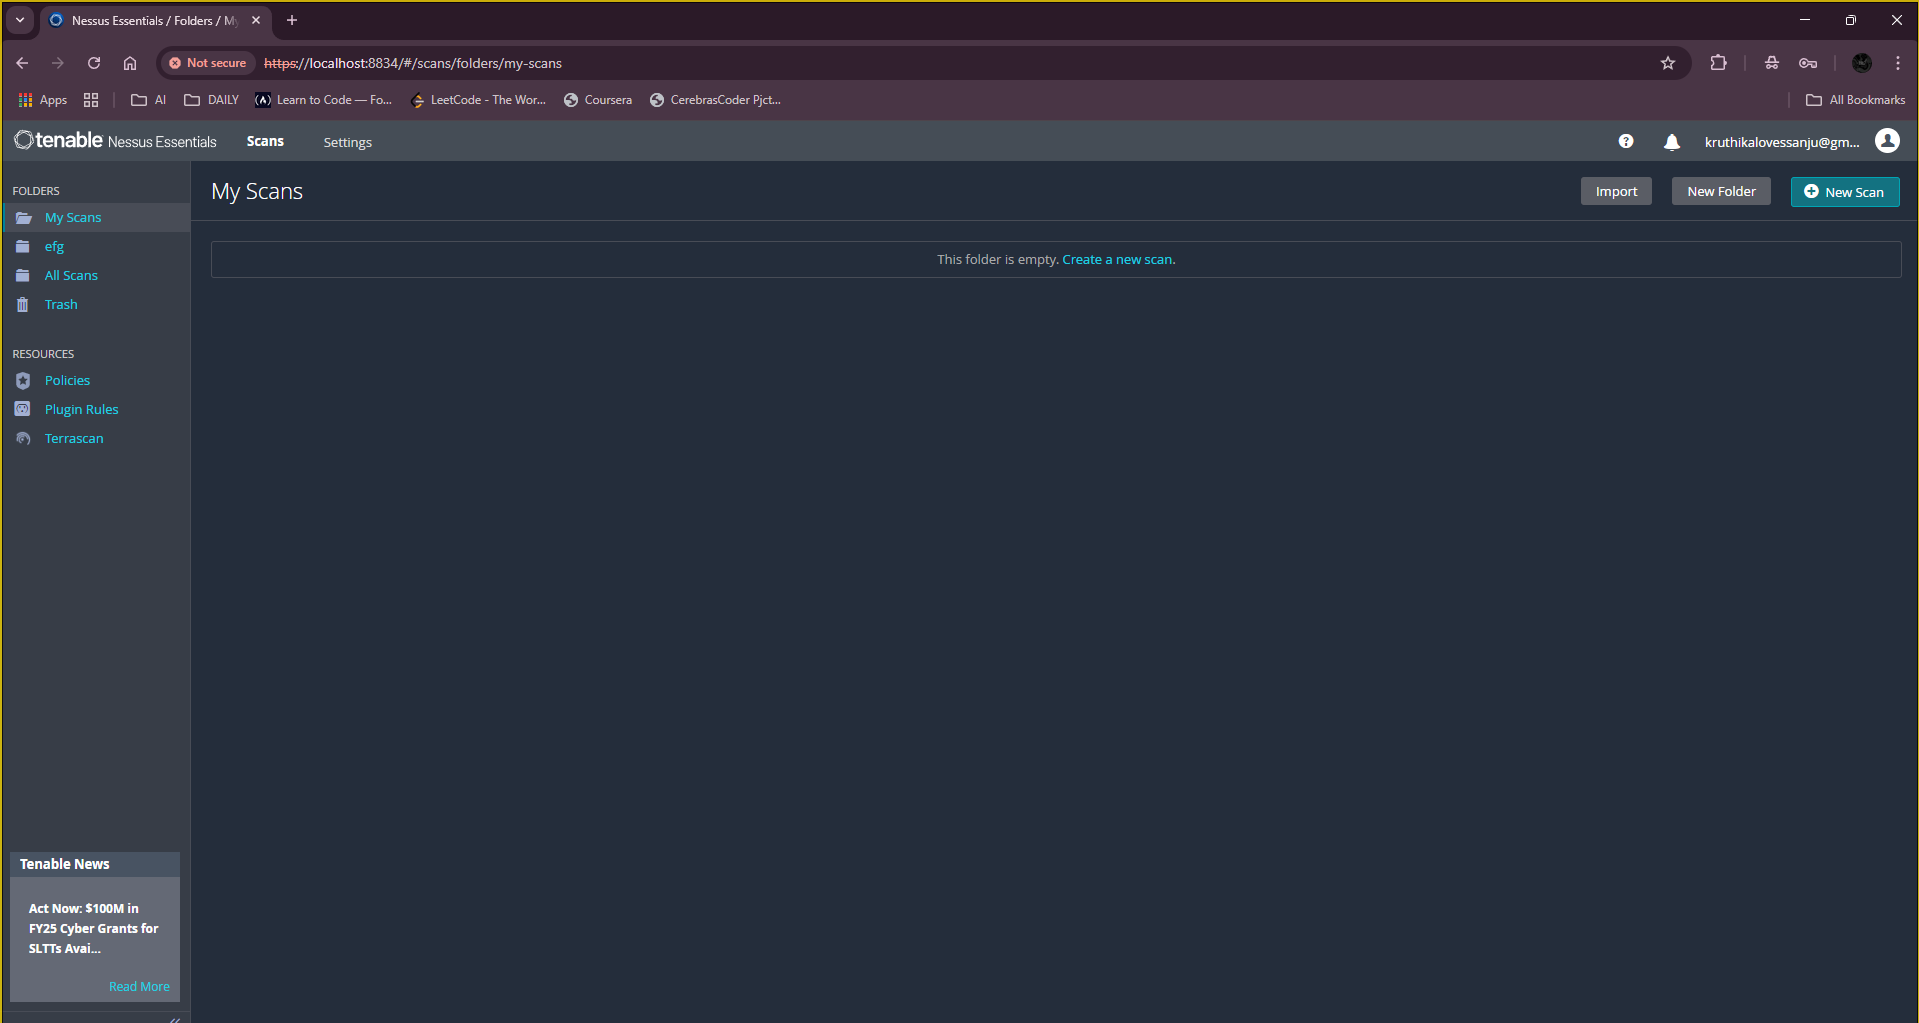 Nessus Essentials / Folders / My
Not secure https://localhost:8834/#/scans/folders/my-scans
Apps AI DAILY Learn to Code — Fo... LeetCode - The Wor... Coursera CerebrasCoder Pjct... All Bookmarks
tenable Nessus Essentials Scans Settings kruthikalovessanju@gm...
FOLDERS
My Scans
efg
All Scans
Trash
RESOURCES
Policies
Plugin Rules
Terrascan
Tenable News
Act Now: $100M in
FY25 Cyber Grants for
SLTTs Avai...
Read More
My Scans
Import New Folder New Scan
This folder is empty. Create a new scan.